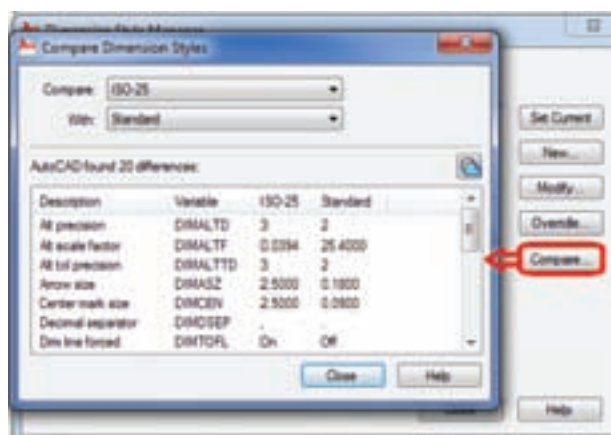 Dimension Style Manager
Compare Dimension Styles
Compare: ISO-25
With: Standard
AutoCAD found 20 differences:
Description Variable ISO-25 Standard
Alt precision DIMALTD 3 2
Alt scale factor DIMALTF 0.0394 25.4000
Alt tol precision DIMALTTD 3 2
Arrow size DIMASZ 2.5000 0.1800
Center mark size DIMCEN 2.5000 0.0900
Decimal separator DIMDSEP , .
Dim line forced DIMTOFL On Off
Close Help
Set Current
New...
Modify...
Override...
Compare...
Help